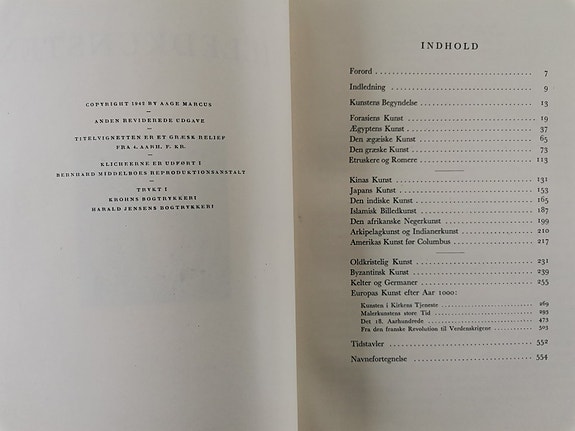 COPYRIGHT 1942 BY AAGE MARCUS
ANDEN REVIDEREDE UDGAVE
TITELVIGNETTEN ER ET GRÆSK RELIEF
FRA 4. AARH. F. KR.
KLICHEERNE ER UDFØRT I
BERNHARD MIDDELBOES REPRODUKTIONSANSTALT
TRYKT I
KROHNS BOGTRYKKERI
HARALD JENSENS BOGTRYKKERI
INDHOLD
Forord 7
Indledning 9
Kunstens Begyndelse 13
Forasiens Kunst 19
Ægyptens Kunst 37
Den ægæiske Kunst 65
Den græske Kunst 73
Etruskere og Romere 113
Kinas Kunst 131
Japans Kunst 153
Den indiske Kunst 165
Islamisk Billedkunst 187
Den afrikanske Negerkunst 199
Arkipelagkunst og Indianerkunst 210
Amerikas Kunst før Columbus 217
Oldkristelig Kunst 231
Byzantinsk Kunst 239
Kelter og Germaner 255
Europas Kunst efter Aar 1000:
Kunsten i Kirkens Tjeneste 269
Malerkunstens store Tid 293
Det 18. Aarhundrede 473
Fra den franske Revolution til Verdenskrigene 503
Tidstavler 552
Navnefortegnelse 554